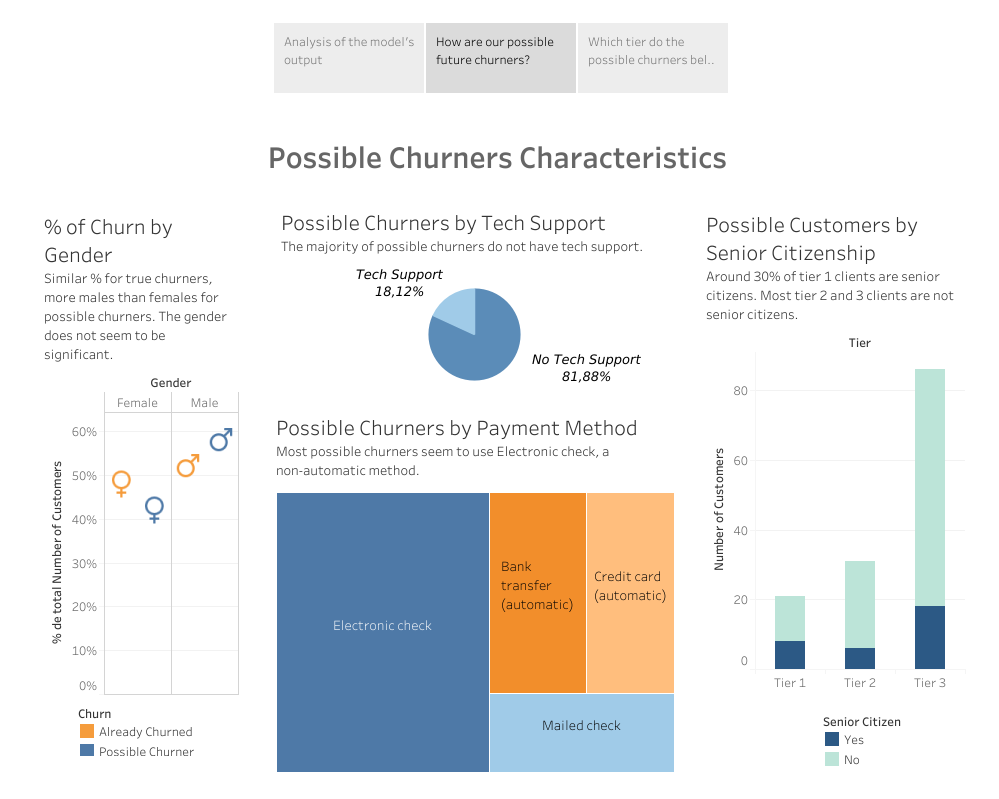 Analysis of the model's
output
How are our possible
future churners?
Which tier do the
possible churners bel..
Possible Churners Characteristics
% of Churn by
Gender
Similar % for true churners,
more males than females for
possible churners. The gender
does not seem to be
significant.
Gender
Female
Male
60%
50%
40%
30%
20%
10%
0%
% de total Number of Customers
Churn
Already Churned
Possible Churner
Possible Churners by Tech Support
The majority of possible churners do not have tech support.
Tech Support
18,12%
No Tech Support
81,88%
Possible Churners by Payment Method
Most possible churners seem to use Electronic check, a
non-automatic method.
Electronic check
Bank
transfer
(automatic)
Credit card
(automatic)
Mailed check
Possible Customers by
Senior Citizenship
Around 30% of tier 1 clients are senior
citizens. Most tier 2 and 3 clients are not
senior citizens.
Tier
80
60
40
20
0
Number of Customers
Tier 1
Tier 2
Tier 3
Senior Citizen
Yes
No